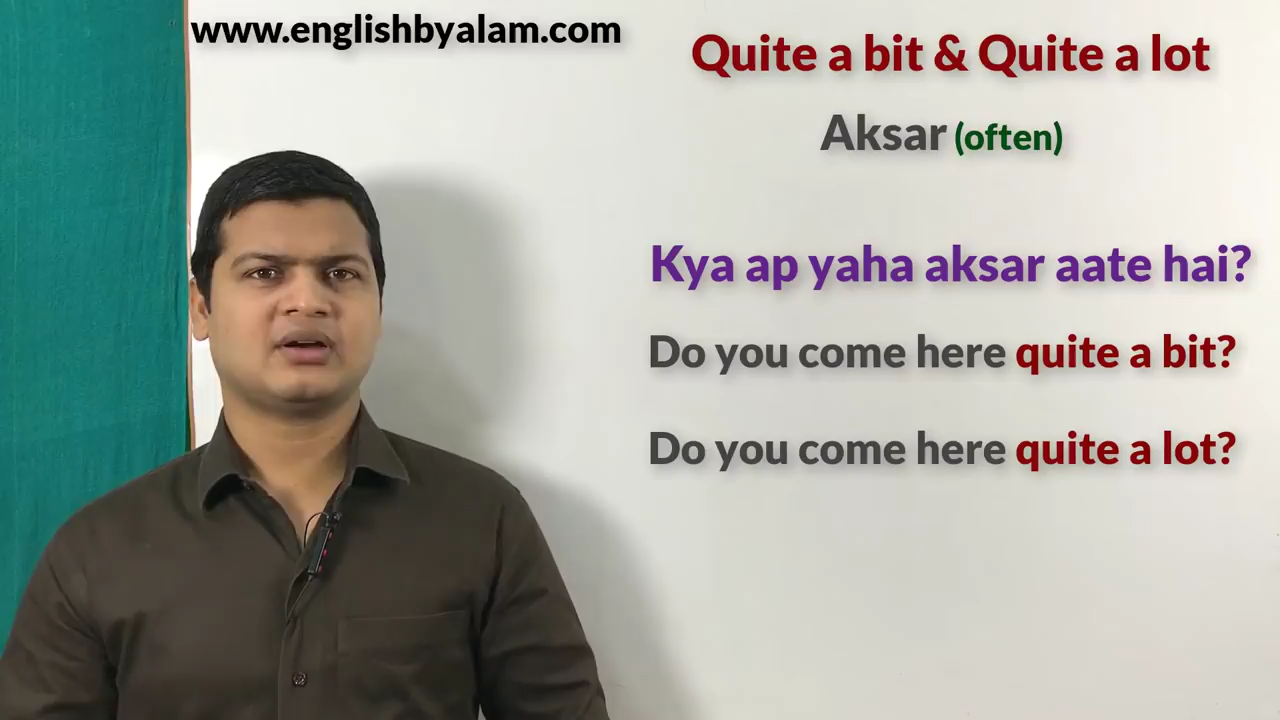 www.englishbyalam.com
Quite a bit & Quite a lot
Aksar (often)
Kya ap yaha aksar aate hai?
Do you come here quite a bit?
Do you come here quite a lot?